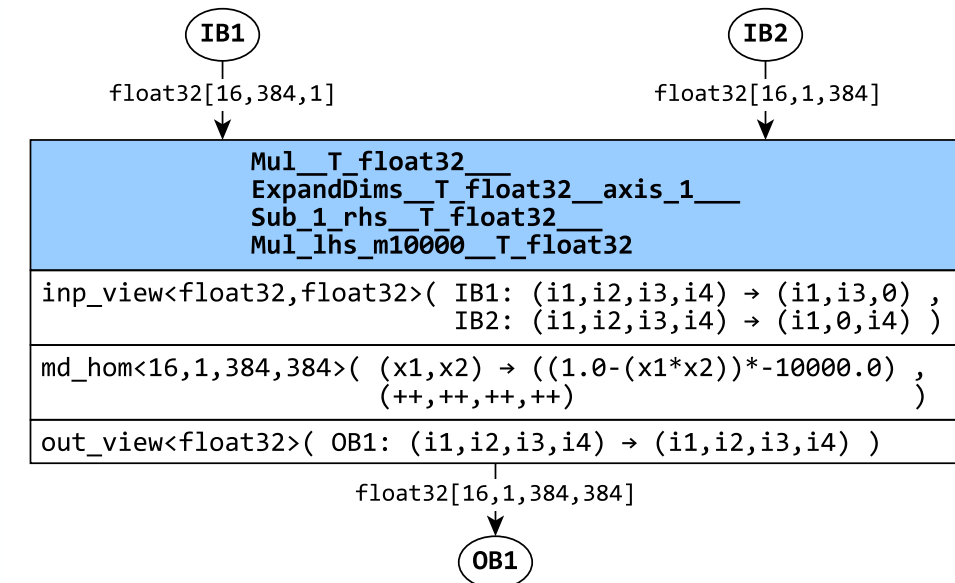 IB1 IB2
float32[16,384,1] float32[16,1,384]
Mul__T_float32___
ExpandDims__T_float32__axis_1___
Sub_1_rhs__T_float32___
Mul_lhs_m10000__T_float32
inp_view<float32,float32>( IB1: (i1,i2,i3,i4) → (i1,i3,0) ,
IB2: (i1,i2,i3,i4) → (i1,0,i4) )
md_hom<16,1,384,384>( (x1,x2) → ((1.0-(x1*x2))*-10000.0) ,
(++,++,++,++) )
out_view<float32>( OB1: (i1,i2,i3,i4) → (i1,i2,i3,i4) )
float32[16,1,384,384]
OB1